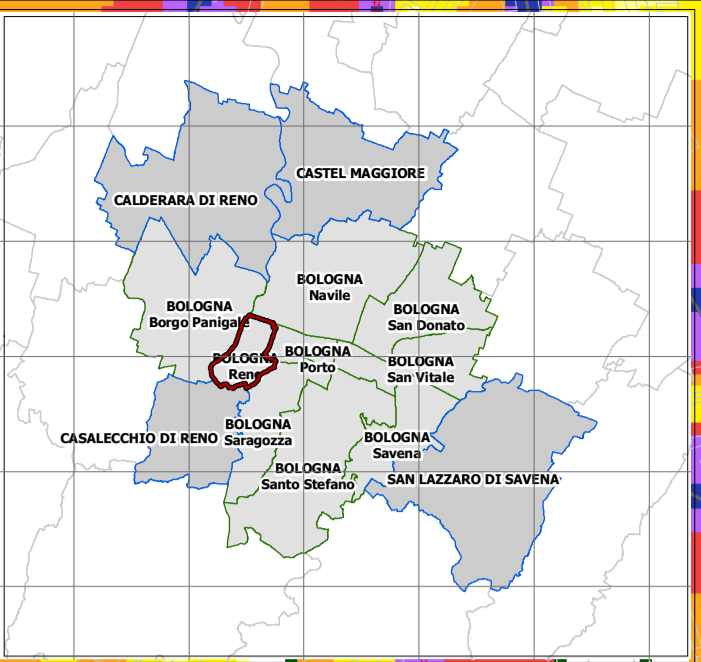 CASTEL MAGGIORE
CALDERARA DI RENO
BOLOGNA
Navile
BOLOGNA
Borgo Panigale
BOLOGNA
San Donato
BOLOGNA
Porto
BOLOGNA
Reno
BOLOGNA
San Vitale
BOLOGNA
Saragozza
CASALECCHIO DI RENO
BOLOGNA
Savena
BOLOGNA
Santo Stefano
SAN LAZZARO DI SAVENA